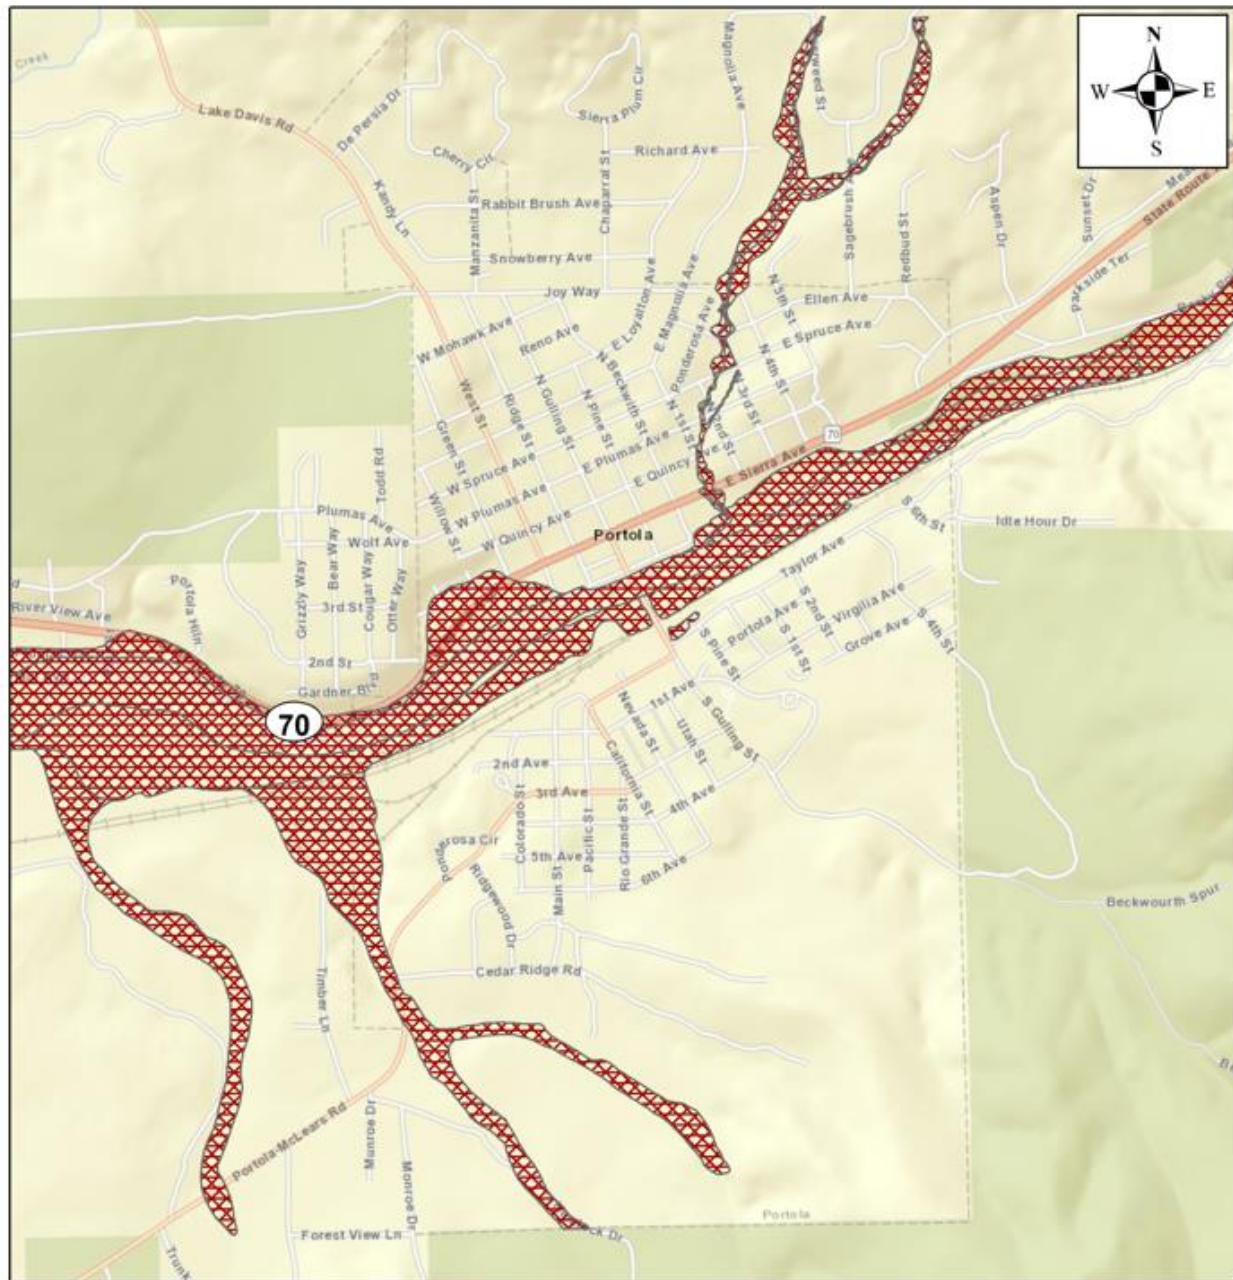 N
W E
S
Creek
Lake Davis Rd
De Persia Dr
Sierra Plum Cir
Magnolia Ave
Cherry Cir
Richard Ave
Kandy Ln
Manzanita St
Rabbit Brush Ave
Chaparral St
Sagebrush Ave
Redbud St
Aspen Dr
Sunset Dr
State Route
Snowberry Ave
Parkside Ter
Joy Way
Ellen Ave
E Loyalton Ave
E Magnolia Ave
Ponderosa Ave
N 5th St
E Spruce Ave
W Mohawk Ave
Reno Ave
N Beckwith St
N 4th St
West St
Ridge St
N Gulling St
N Pine St
N 1st St
2nd St
3rd St
70
Green St
W Spruce Ave
E Plumas Ave
E Quincy Ave
E Sierra Ave
Todd Rd
Willow St
W Plumas Ave
W Quincy Ave
Plumas Ave
Wolf Ave
Portola
S 6th St
Idle Hour Dr
Grizzly Way
Bear Way
Cougar Way
Otter Way
3rd St
River View Ave
Taylor Ave
Portola Ave
S 2nd St
Virgilia Ave
S 1st St
Grove Ave
S 4th St
S Pine St
2nd St
Gardner Blvd
70
1st Ave
Nevada St
Utah St
S Gulling St
2nd Ave
California St
3rd Ave
4th Ave
Colorado St
Pacific St
Rio Grande St
5th Ave
6th Ave
Main St
Ridgewood Dr
Beckwourth Spur
Cedar Ridge Rd
Timber Ln
Portola-McLears Rd
Munroe Dr
Monroe Dr
Portola
Forest View Ln